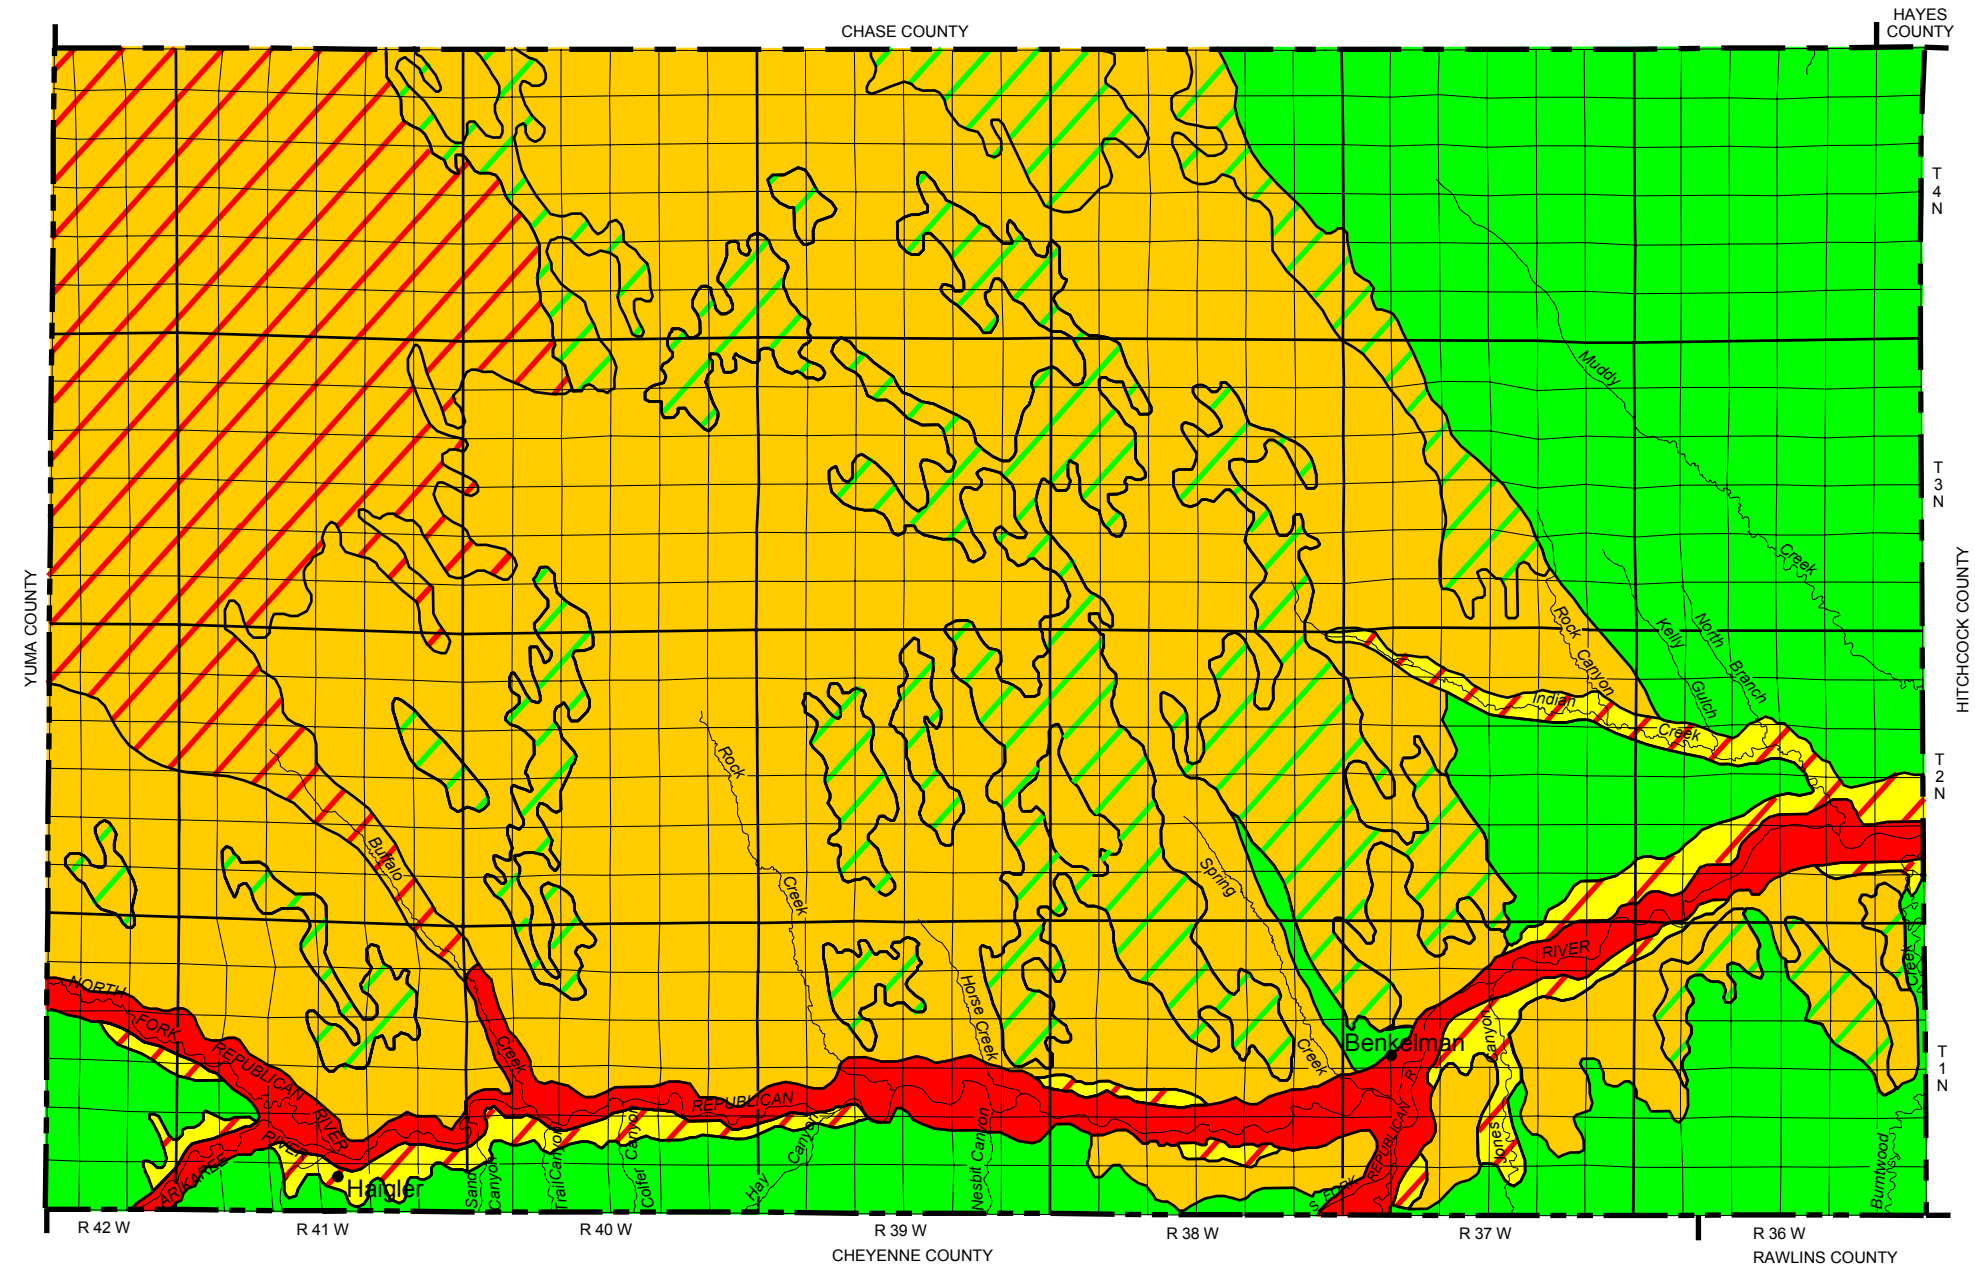 CHASE COUNTY
HAYES
COUNTY
T
4
N
Muddy
T
3
N
Creek
YUMA COUNTY
HITCHCOCK COUNTY
Rock
Canyon
Kelly
Gulch
North
Branch
Indian
Creek
Rock
Creek
T
2
N
Buffalo
Creek
Spring
Creek
RIVER
Creek
NORTH
FORK
REPUBLICAN
RIVER
Horse Creek
Benkelman
Canyon
Jones
T
1
N
REPUBLICAN
R.
REPUBLICAN
S. FORK
RIVER
ARIKAREE
Haigler
Sand
Canyon
Trail Canyon
Golfer Canyon
Hay
Canyon
Nesbit Canyon
Burntwood
R 42 W
R 41 W
R 40 W
R 39 W
R 38 W
R 37 W
R 36 W
CHEYENNE COUNTY
RAWLINS COUNTY